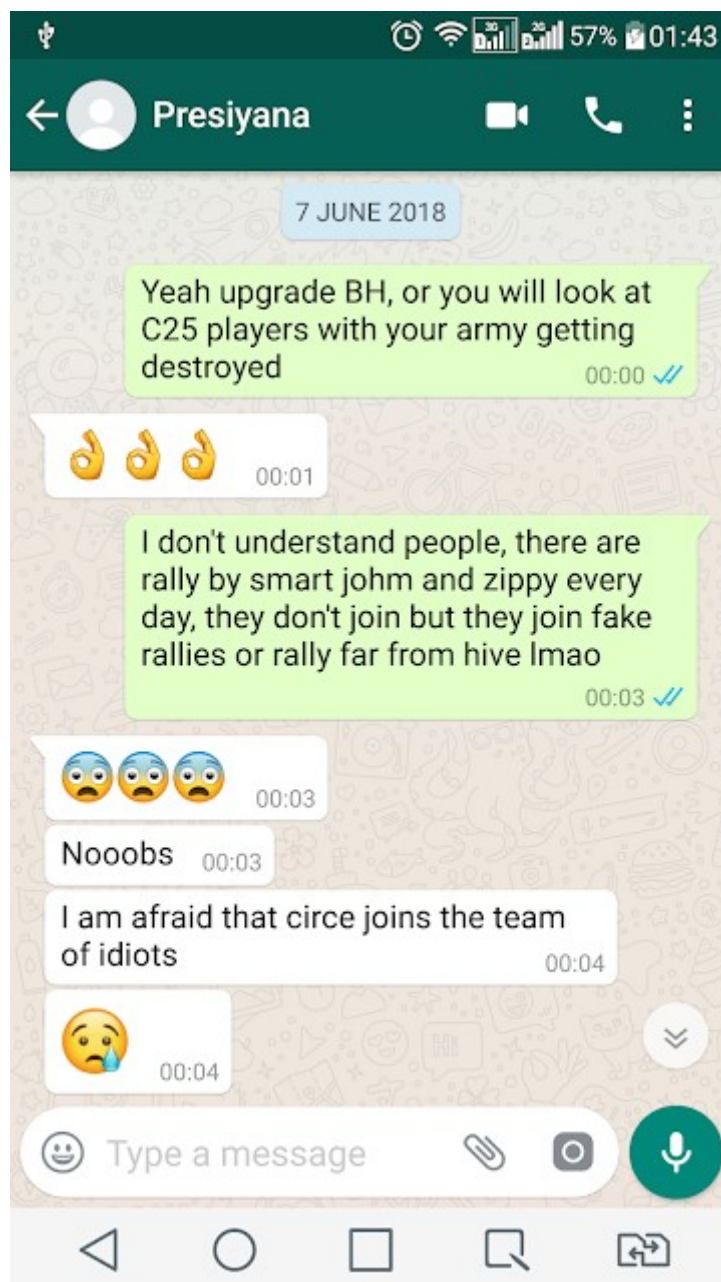 57% 01:43
Presiyana
7 JUNE 2018
Yeah upgrade BH, or you will look at
C25 players with your army getting
destroyed
00:00
👌👌👌 00:01
I don't understand people, there are
rally by smart johm and zippy every
day, they don't join but they join fake
rallies or rally far from hive lmao
00:03
😨😨😨 00:03
Nooobs 00:03
I am afraid that circe joins the team
of idiots 00:04
😢 00:04
Type a message